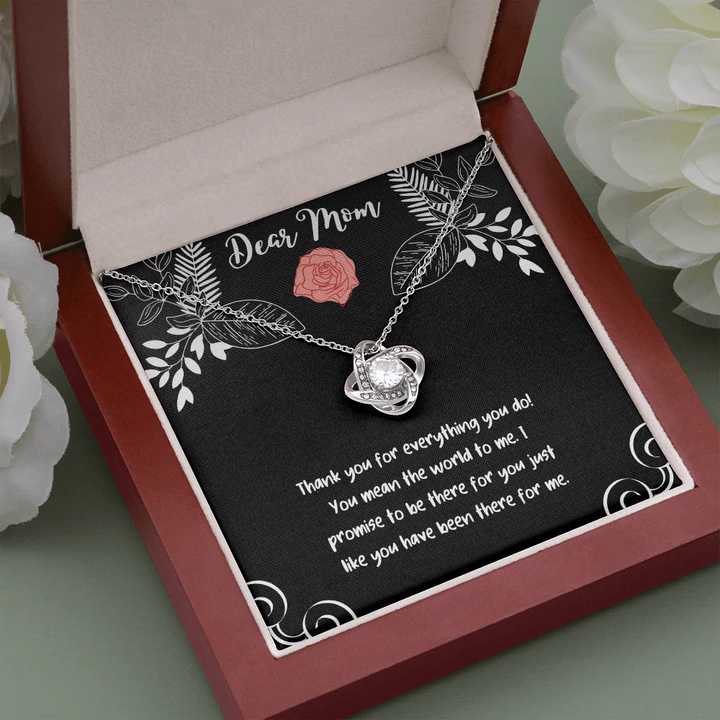 Dear Mom
Thank you for everything you do!
You mean the world to me. I
promise to be there for you just
like you have been there for me.